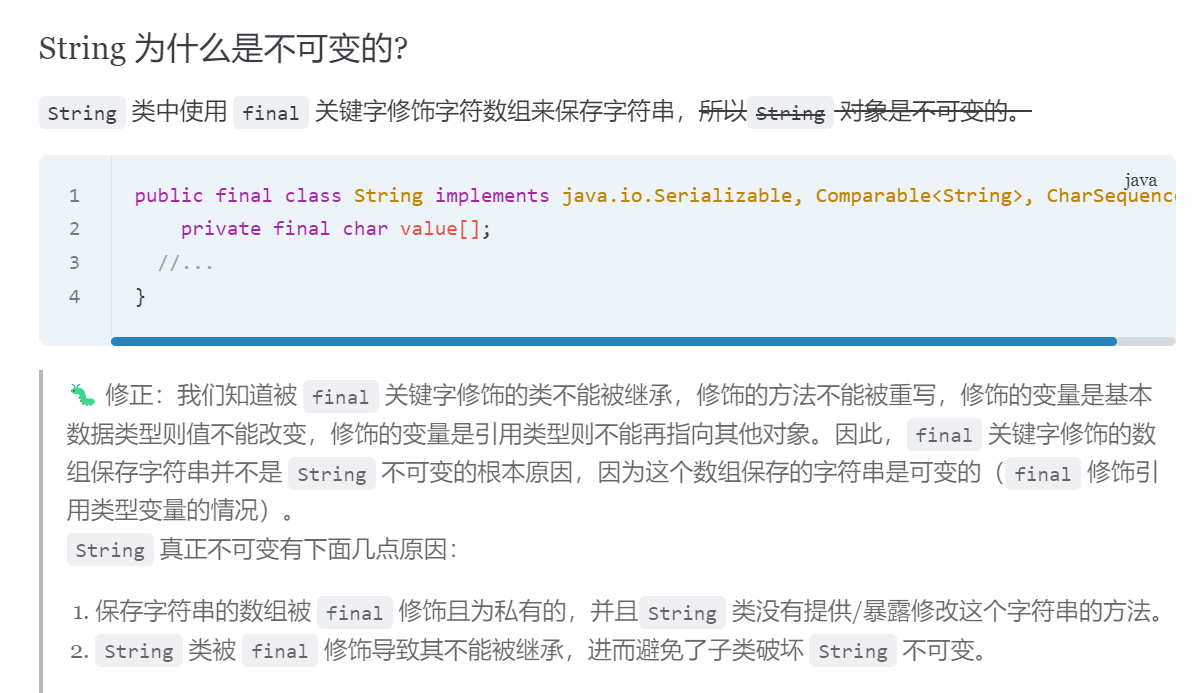 String 为什么是不可变的?
String 类中使用 final 关键字修饰字符数组来保存字符串，所以 String 对象是不可变的。
java
1 public final class String implements java.io.Serializable, Comparable<String>, CharSequence
2 private final char value[];
3 //...
4 }
🐛 修正：我们知道被 final 关键字修饰的类不能被继承，修饰的方法不能被重写，修饰的变量是基本
数据类型则值不能改变，修饰的变量是引用类型则不能再指向其他对象。因此，final 关键字修饰的数
组保存字符串并不是 String 不可变的根本原因，因为这个数组保存的字符串是可变的（final 修饰引
用类型变量的情况）。
String 真正不可变有下面几点原因：
1. 保存字符串的数组被 final 修饰且为私有的，并且 String 类没有提供/暴露修改这个字符串的方法。
2. String 类被 final 修饰导致其不能被继承，进而避免了子类破坏 String 不可变。